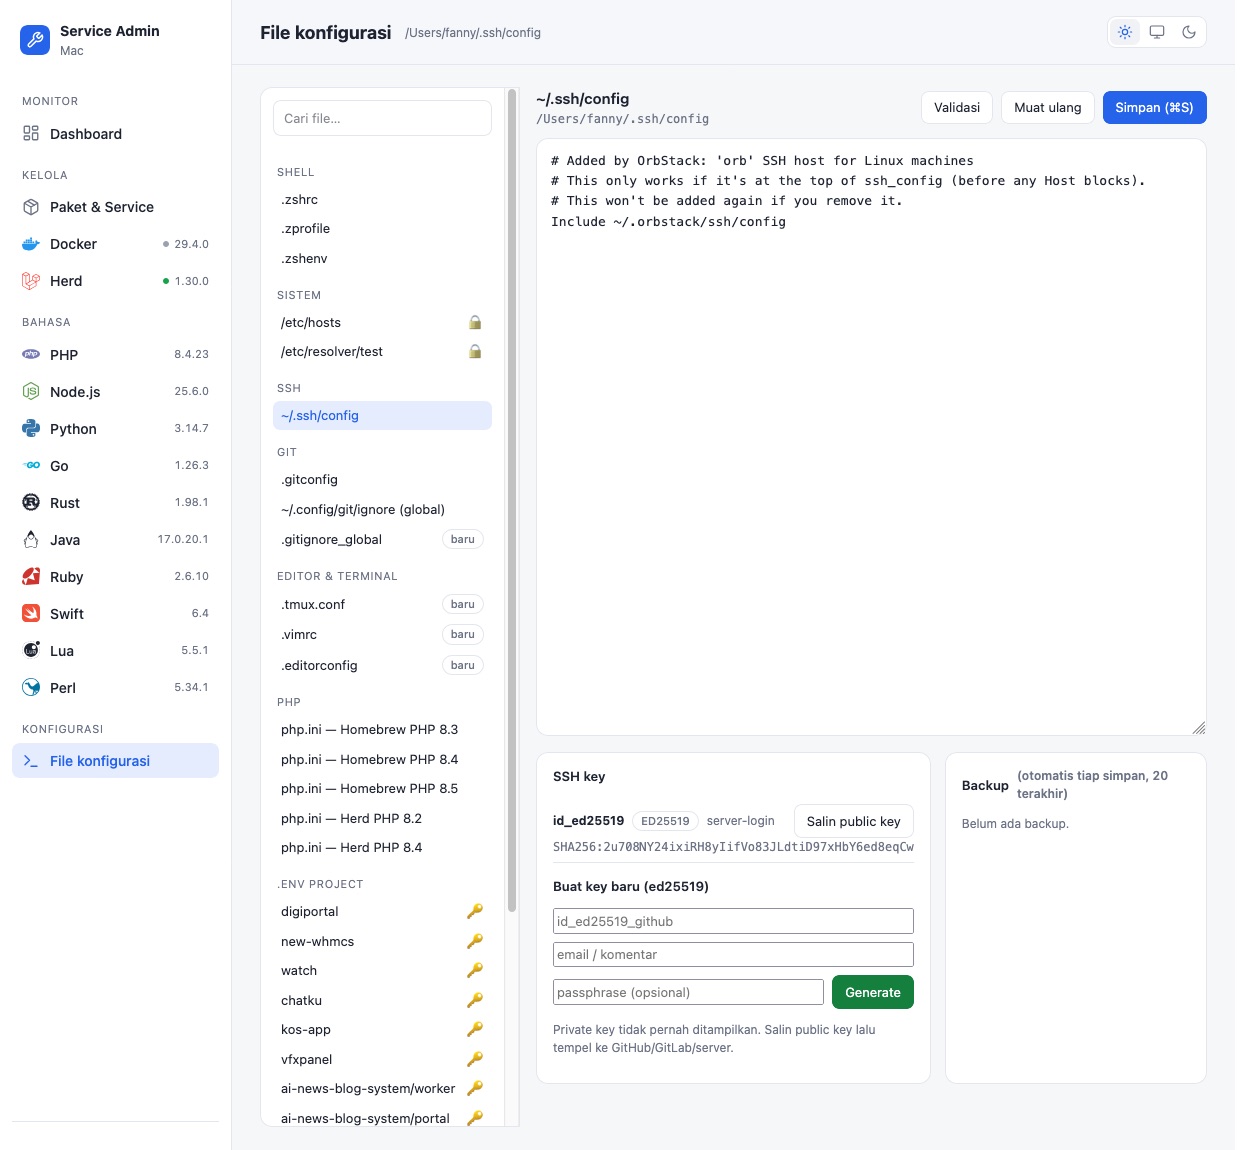 Service Admin
Mac
MONITOR
Dashboard
KELOLA
Paket & Service
Docker 29.4.0
Herd 1.30.0
BAHASA
PHP 8.4.23
Node.js 25.6.0
Python 3.14.7
Go 1.26.3
Rust 1.98.1
Java 17.0.20.1
Ruby 2.6.10
Swift 6.4
Lua 5.5.1
Perl 5.34.1
KONFIGURASI
File konfigurasi
File konfigurasi /Users/fanny/.ssh/config
Cari file...
SHELL
.zshrc
.zprofile
.zshenv
SISTEM
/etc/hosts
/etc/resolver/test
SSH
~/.ssh/config
GIT
.gitconfig
~/.config/git/ignore (global)
.gitignore_global baru
EDITOR & TERMINAL
.tmux.conf baru
.vimrc baru
.editorconfig baru
PHP
php.ini — Homebrew PHP 8.3
php.ini — Homebrew PHP 8.4
php.ini — Homebrew PHP 8.5
php.ini — Herd PHP 8.2
php.ini — Herd PHP 8.4
.ENV PROJECT
digiportal
new-whmcs
watch
chatku
kos-app
vfxpanel
ai-news-blog-system/worker
ai-news-blog-system/portal
~/.ssh/config
/Users/fanny/.ssh/config
Validasi Muat ulang Simpan (⌘S)
# Added by OrbStack: 'orb' SSH host for Linux machines
# This only works if it's at the top of ssh_config (before any Host blocks).
# This won't be added again if you remove it.
Include ~/.orbstack/ssh/config
SSH key
id_ed25519 ED25519 server-login Salin public key
SHA256:2u708NY24ixiRH8yIifVo83JLdtiD97xHbY6ed8eqCw
Buat key baru (ed25519)
id_ed25519_github
email / komentar
passphrase (opsional) Generate
Private key tidak pernah ditampilkan. Salin public key lalu
tempel ke GitHub/GitLab/server.
Backup (otomatis tiap simpan, 20
terakhir)
Belum ada backup.